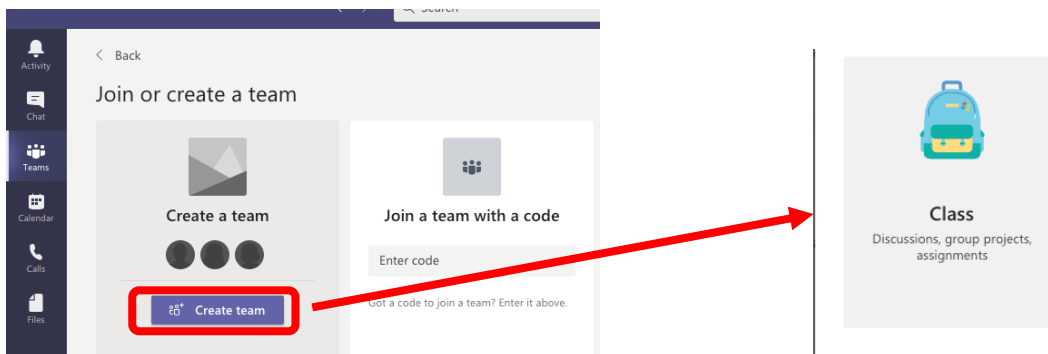 Search
Activity
Chat
Teams
Calendar
Calls
Files
Back
Join or create a team
Create a team
Create team
Join a team with a code
Enter code
Got a code to join a team? Enter it above.
Class
Discussions, group projects,
assignments